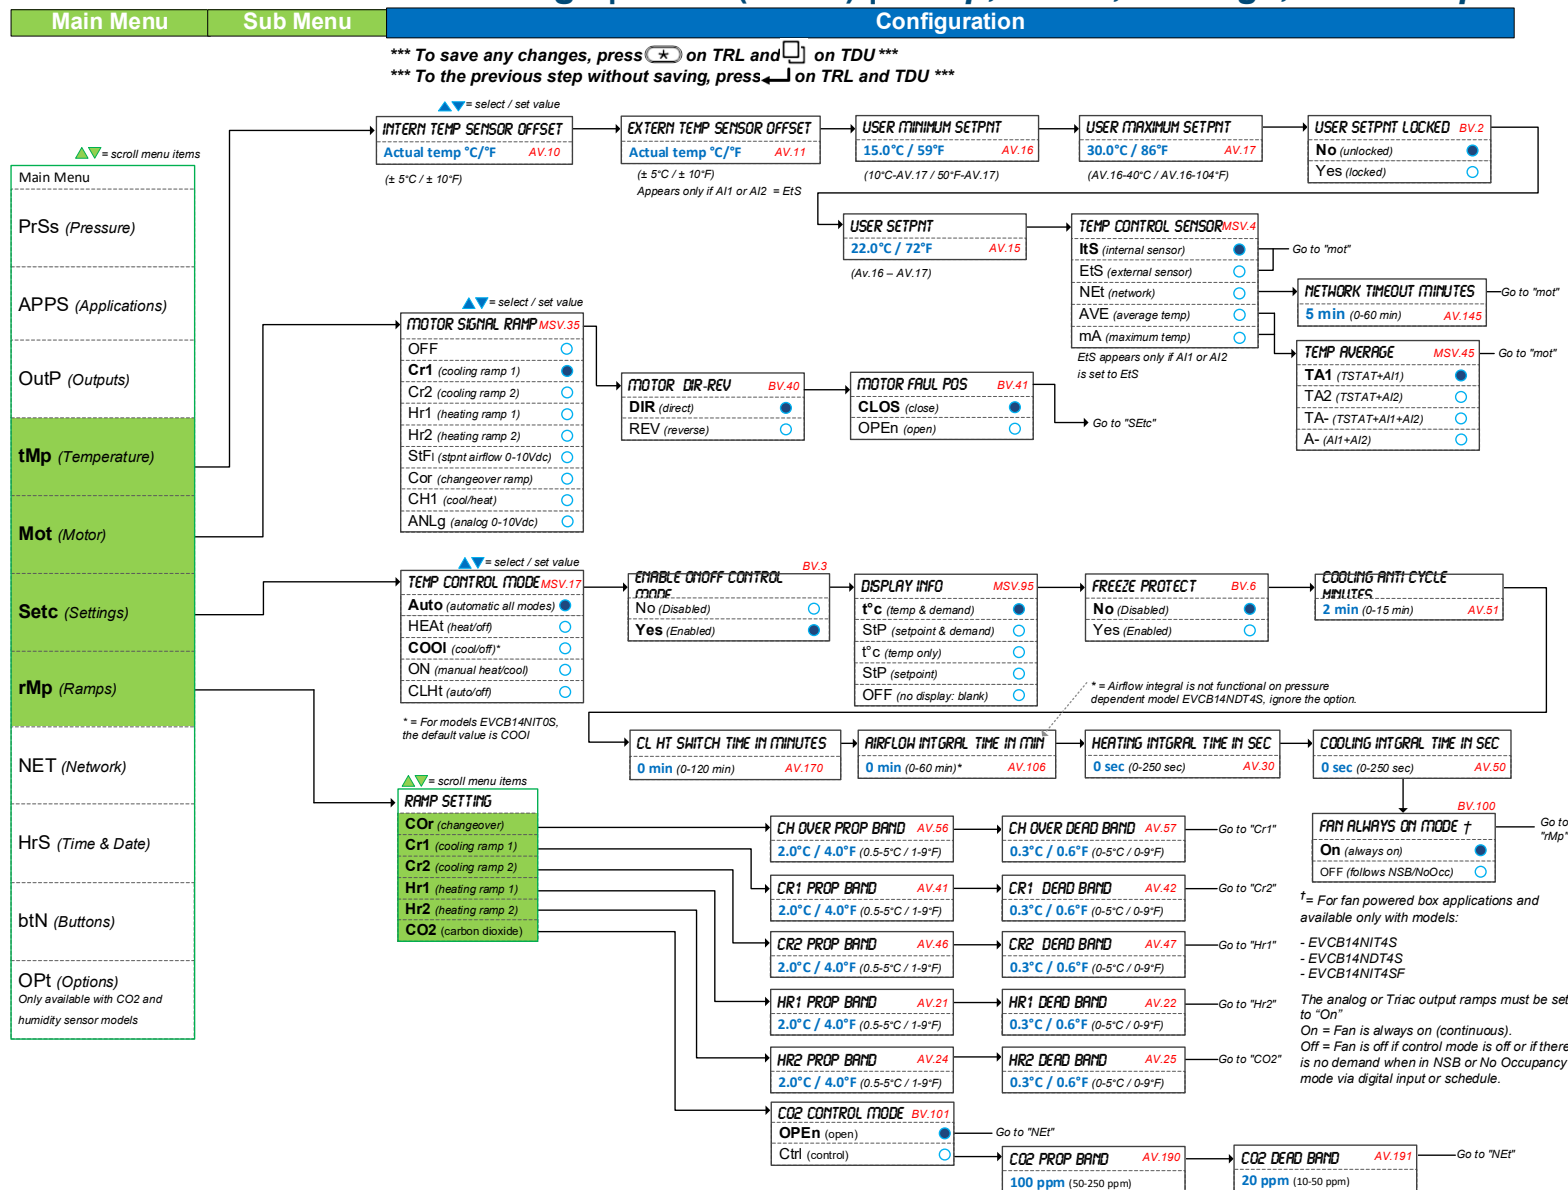 Main Menu
Sub Menu
Configuration
*** To save any changes, press * on TRL and on TDU ***
*** To the previous step without saving, press on TRL and TDU ***
= select / set value
INTERN TEMP SENSOR OFFSET
Actual temp °C/°F AV.10
(± 5°C / ± 10°F)
EXTERN TEMP SENSOR OFFSET
Actual temp °C/°F AV.11
(± 5°C / ± 10°F)
Appears only if AI1 or AI2 = EtS
USER MINIMUM SETPNT
15.0°C / 59°F AV.16
(10°C-AV.17 / 50°F-AV.17)
USER MAXIMUM SETPNT
30.0°C / 86°F AV.17
(AV.16-40°C / AV.16-104°F)
USER SETPNT LOCKED BV.2
No (unlocked)
Yes (locked)
= scroll menu items
Main Menu
PrSs (Pressure)
APPS (Applications)
OutP (Outputs)
tMp (Temperature)
Mot (Motor)
Setc (Settings)
rMp (Ramps)
NET (Network)
HrS (Time & Date)
btN (Buttons)
OPt (Options)
Only available with CO2 and
humidity sensor models
USER SETPNT
22.0°C / 72°F AV.15
(Av.16 – AV.17)
TEMP CONTROL SENSOR MSV.4
ItS (internal sensor)
EtS (external sensor)
NEt (network)
AVE (average temp)
mA (maximum temp)
EtS appears only if AI1 or AI2
is set to EtS
Go to "mot"
NETWORK TIMEOUT MINUTES
5 min (0-60 min) AV.145
Go to "mot"
TEMP AVERAGE MSV.45
TA1 (TSTAT+AI1)
TA2 (TSTAT+AI2)
TA- (TSTAT+AI1+AI2)
A- (AI1+AI2)
Go to "mot"
= select / set value
MOTOR SIGNAL RAMP MSV.35
OFF
Cr1 (cooling ramp 1)
Cr2 (cooling ramp 2)
Hr1 (heating ramp 1)
Hr2 (heating ramp 2)
StFI (stpnt airflow 0-10Vdc)
Cor (changeover ramp)
CH1 (cool/heat)
ANLg (analog 0-10Vdc)
MOTOR DIR-REV BV.40
DIR (direct)
REV (reverse)
MOTOR FAUL POS BV.41
CLOS (close)
OPEn (open)
Go to "SEtc"
= select / set value
TEMP CONTROL MODE MSV.17
Auto (automatic all modes)
HEAt (heat/off)
COOl (cool/off)*
ON (manual heat/cool)
CLHt (auto/off)
* = For models EVCB14NIT0S,
the default value is COOl
BV.3
ENABLE ONOFF CONTROL
MODE
No (Disabled)
Yes (Enabled)
DISPLAY INFO MSV.95
t°c (temp & demand)
StP (setpoint & demand)
t°c (temp only)
StP (setpoint)
OFF (no display: blank)
FREEZE PROTECT BV.6
No (Disabled)
Yes (Enabled)
COOLING ANTI CYCLE
MINUTES
2 min (0-15 min) AV.51
* = Airflow integral is not functional on pressure
dependent model EVCB14NDT4S, ignore the option.
CL HT SWITCH TIME IN MINUTES
0 min (0-120 min) AV.170
AIRFLOW INTGRAL TIME IN MIN
0 min (0-60 min)* AV.106
HEATING INTGRAL TIME IN SEC
0 sec (0-250 sec) AV.30
COOLING INTGRAL TIME IN SEC
0 sec (0-250 sec) AV.50
BV.100
FAN ALWAYS ON MODE †
On (always on)
OFF (follows NSB/NoOcc)
Go to
"rMp"
†= For fan powered box applications and
available only with models:
- EVCB14NIT4S
- EVCB14NDT4S
- EVCB14NIT4SF
The analog or Triac output ramps must be set
to “On”
On = Fan is always on (continuous).
Off = Fan is off if control mode is off or if there
is no demand when in NSB or No Occupancy
mode via digital input or schedule.
= scroll menu items
RAMP SETTING
COr (changeover)
Cr1 (cooling ramp 1)
Cr2 (cooling ramp 2)
Hr1 (heating ramp 1)
Hr2 (heating ramp 2)
CO2 (carbon dioxide)
CH OVER PROP BAND AV.56
2.0°C / 4.0°F (0.5-5°C / 1-9°F)
CH OVER DEAD BAND AV.57
0.3°C / 0.6°F (0-5°C / 0-9°F)
Go to "Cr1"
CR1 PROP BAND AV.41
2.0°C / 4.0°F (0.5-5°C / 1-9°F)
CR1 DEAD BAND AV.42
0.3°C / 0.6°F (0-5°C / 0-9°F)
Go to "Cr2"
CR2 PROP BAND AV.46
2.0°C / 4.0°F (0.5-5°C / 1-9°F)
CR2 DEAD BAND AV.47
0.3°C / 0.6°F (0-5°C / 0-9°F)
Go to "Hr1"
HR1 PROP BAND AV.21
2.0°C / 4.0°F (0.5-5°C / 1-9°F)
HR1 DEAD BAND AV.22
0.3°C / 0.6°F (0-5°C / 0-9°F)
Go to "Hr2"
HR2 PROP BAND AV.24
2.0°C / 4.0°F (0.5-5°C / 1-9°F)
HR2 DEAD BAND AV.25
0.3°C / 0.6°F (0-5°C / 0-9°F)
Go to "CO2"
CO2 CONTROL MODE BV.101
OPEn (open)
Ctrl (control)
Go to "NEt"
CO2 PROP BAND AV.190
100 ppm (50-250 ppm)
CO2 DEAD BAND AV.191
20 ppm (10-50 ppm)
Go to "NEt"